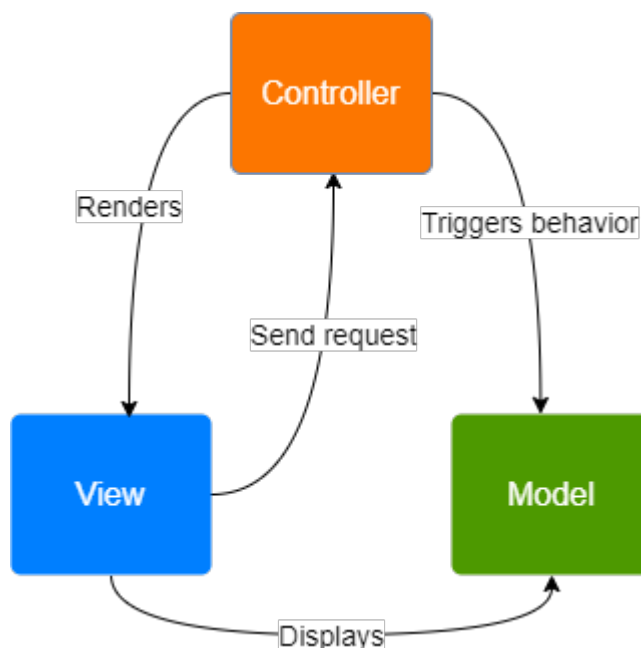 Controller
Renders
Triggers behavior
Send request
View
Model
Displays